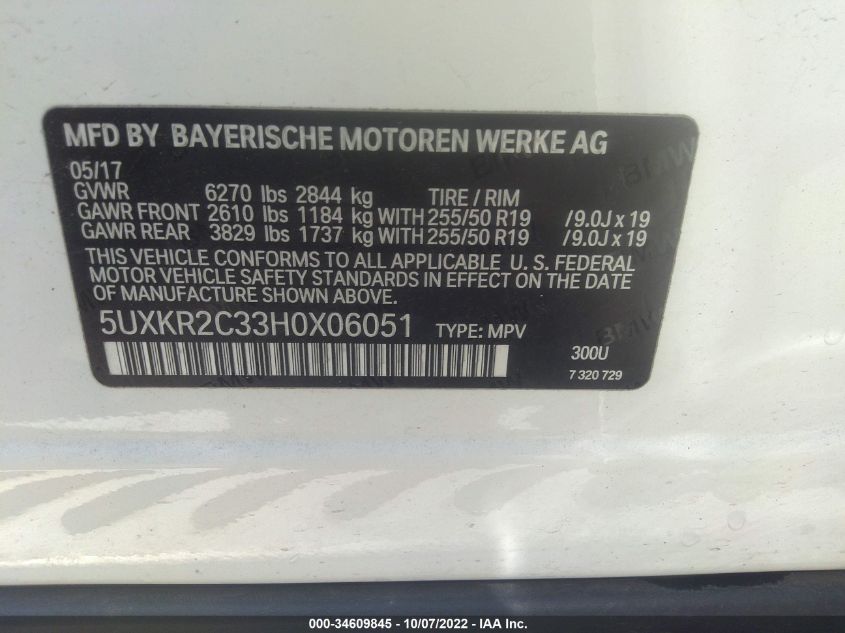 MFD BY BAYERISCHE MOTOREN WERKE AG
05/17
GVWR 6270 lbs 2844 kg TIRE / RIM
GAWR FRONT 2610 lbs 1184 kg WITH 255/50 R19 /9.0J x 19
GAWR REAR 3829 lbs 1737 kg WITH 255/50 R19 /9.0J x 19
THIS VEHICLE CONFORMS TO ALL APPLICABLE U. S. FEDERAL
MOTOR VEHICLE SAFETY STANDARDS IN EFFECT ON THE DATE
OF MANUFACTURE SHOWN ABOVE.
5UXKR2C33H0X06051 TYPE: MPV
300U
7 320 729
BMW
BMW
BMW
000-34609845 - 10/07/2022 - IAA Inc.